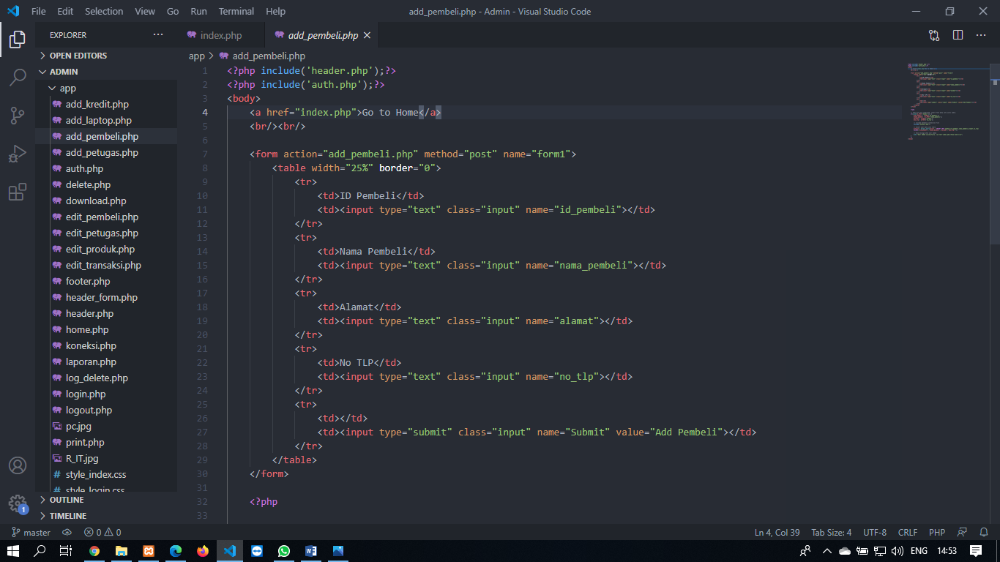 File Edit Selection View Go Run Terminal Help
add_pembeli.php - Admin - Visual Studio Code
EXPLORER
OPEN EDITORS
ADMIN
app
add_kredit.php
add_laptop.php
add_pembeli.php
add_petugas.php
auth.php
delete.php
download.php
edit_pembeli.php
edit_petugas.php
edit_produk.php
edit_transaksi.php
footer.php
header_form.php
header.php
home.php
koneksi.php
laporan.php
log_delete.php
login.php
logout.php
pc.jpg
print.php
R_IT.jpg
style_index.css
style_login.css
OUTLINE
TIMELINE
index.php
add_pembeli.php
app > add_pembeli.php
1 <?php include('header.php');?>
2 <?php include('auth.php');?>
3 <body>
4 <a href="index.php">Go to Home</a>
5 <br/><br/>
6
7 <form action="add_pembeli.php" method="post" name="form1">
8 <table width="25%" border="0">
9 <tr>
10 <td>ID Pembeli</td>
11 <td><input type="text" class="input" name="id_pembeli"></td>
12 </tr>
13 <tr>
14 <td>Nama Pembeli</td>
15 <td><input type="text" class="input" name="nama_pembeli"></td>
16 </tr>
17 <tr>
18 <td>Alamat</td>
19 <td><input type="text" class="input" name="alamat"></td>
20 </tr>
21 <tr>
22 <td>No TLP</td>
23 <td><input type="text" class="input" name="no_tlp"></td>
24 </tr>
25 <tr>
26 <td></td>
27 <td><input type="submit" class="input" name="Submit" value="Add Pembeli"></td>
28 </tr>
29 </table>
30 </form>
31
32 <?php
33
1
master 0 0
Ln 4, Col 39 Tab Size: 4 UTF-8 CRLF PHP
ENG 14:53